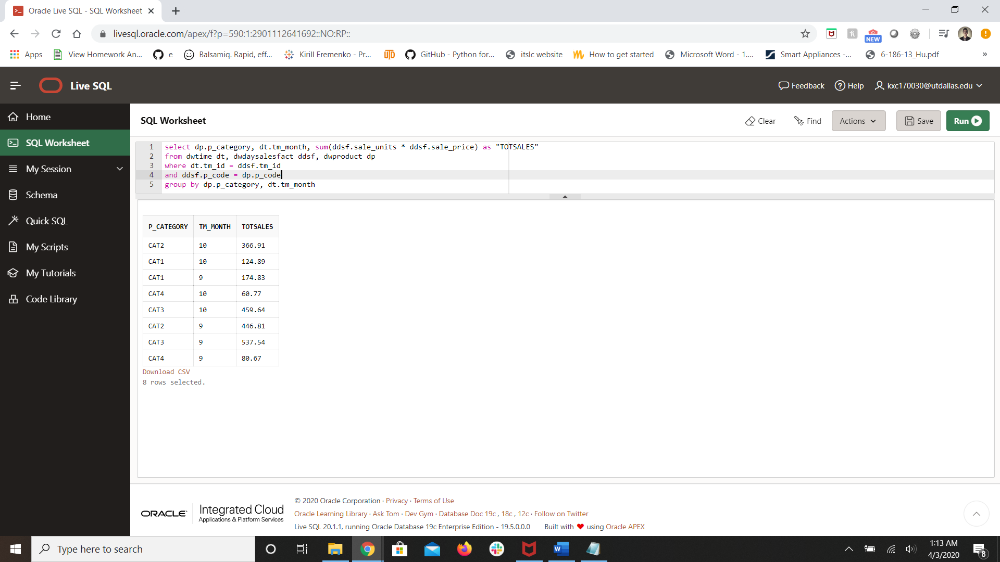 Oracle Live SQL - SQL Worksheet
livesql.oracle.com/apex/f?p=590:1:2901112641692::NO:RP::
NEW
Apps
View Homework An...
e
Balsamiq. Rapid, eff...
Kirill Eremenko - Pr...
UTD
GitHub - Python for...
itslc website
How to get started
Microsoft Word - 1....
Smart Appliances -...
6-186-13_Hu.pdf
»
Live SQL
Feedback
Help
kxc170030@utdallas.edu
Home
SQL Worksheet
My Session
Schema
Quick SQL
My Scripts
My Tutorials
Code Library
SQL Worksheet
Clear
Find
Actions
Save
Run
1 select dp.p_category, dt.tm_month, sum(ddsf.sale_units * ddsf.sale_price) as "TOTSALES"
2 from dwtime dt, dwdaysalesfact ddsf, dwproduct dp
3 where dt.tm_id = ddsf.tm_id
4 and ddsf.p_code = dp.p_code
5 group by dp.p_category, dt.tm_month
P_CATEGORY TM_MONTH TOTSALES
CAT2 10 366.91
CAT1 10 124.89
CAT1 9 174.83
CAT4 10 60.77
CAT3 10 459.64
CAT2 9 446.81
CAT3 9 537.54
CAT4 9 80.67
Download CSV
8 rows selected.
ORACLE Integrated Cloud
Applications & Platform Services
© 2020 Oracle Corporation · Privacy · Terms of Use
Oracle Learning Library · Ask Tom · Dev Gym · Database Doc 19c, 18c, 12c · Follow on Twitter
Live SQL 20.1.1, running Oracle Database 19c Enterprise Edition - 19.5.0.0.0 Built with ♥ using Oracle APEX
Type here to search
1:13 AM
4/3/2020
8